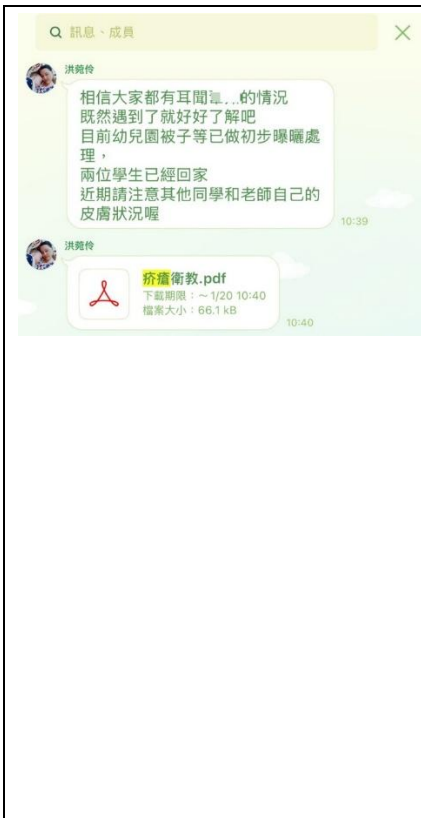 訊息、成員
洪菀伶
相信大家都有耳聞 的情況
既然遇到了就好好了解吧
目前幼兒園被子等已做初步曝曬處
理，
兩位學生已經回家
近期請注意其他同學和老師自己的
皮膚狀況喔
10:39
洪菀伶
疥瘡衛教.pdf
下載期限：～1/20 10:40
檔案大小：66.1 kB
10:40